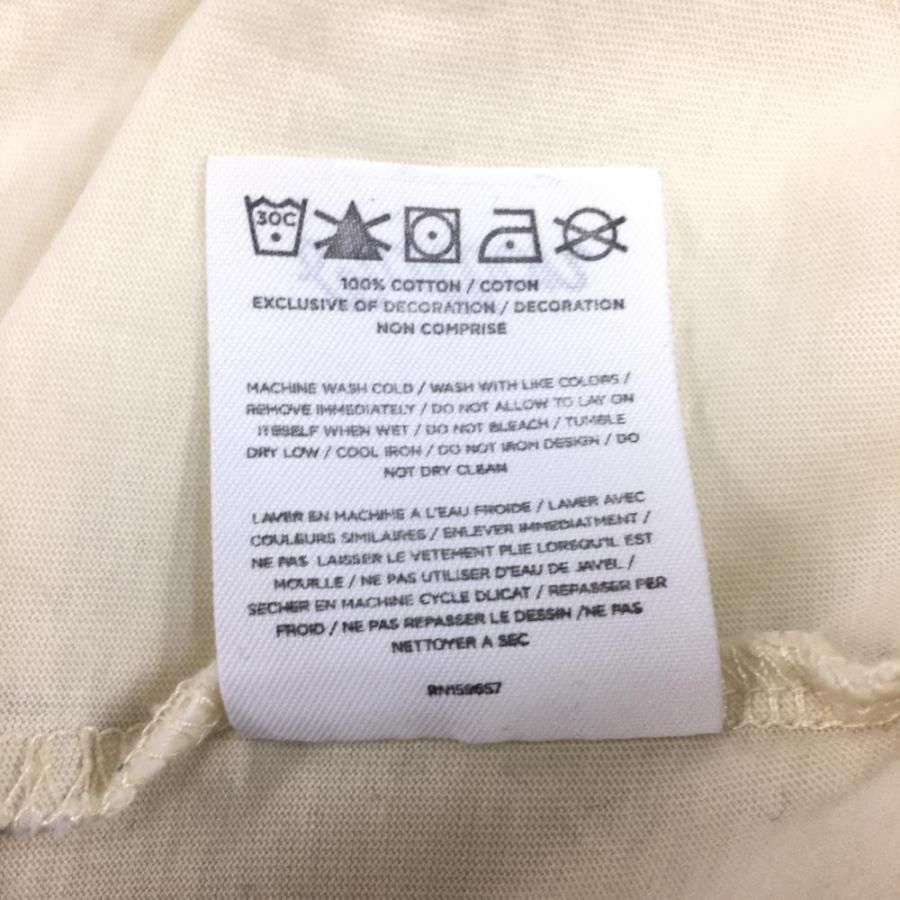 30C
100% COTTON / COTON
EXCLUSIVE OF DECORATION / DECORATION
NON COMPRISE
MACHINE WASH COLD / WASH WITH LIKE COLORS /
REMOVE IMMEDIATELY / DO NOT ALLOW TO LAY ON
ITSELF WHEN WET / DO NOT BLEACH / TUMBLE
DRY LOW / COOL IRON / DO NOT IRON DESIGN / DO
NOT DRY CLEAN
LAVER EN MACHINE A L'EAU FROIDE / LAVER AVEC
COULEURS SIMILAIRES / ENLEVER IMMEDIATMENT /
NE PAS LAISSER LE VETEMENT PLIE LORSQU'IL EST
MOUILLE / NE PAS UTILISER D'EAU DE JAVEL /
SECHER EN MACHINE CYCLE DLICAT / REPASSER FER
FROID / NE PAS REPASSER LE DESSIN /NE PAS
NETTOYER A SEC
RN159657